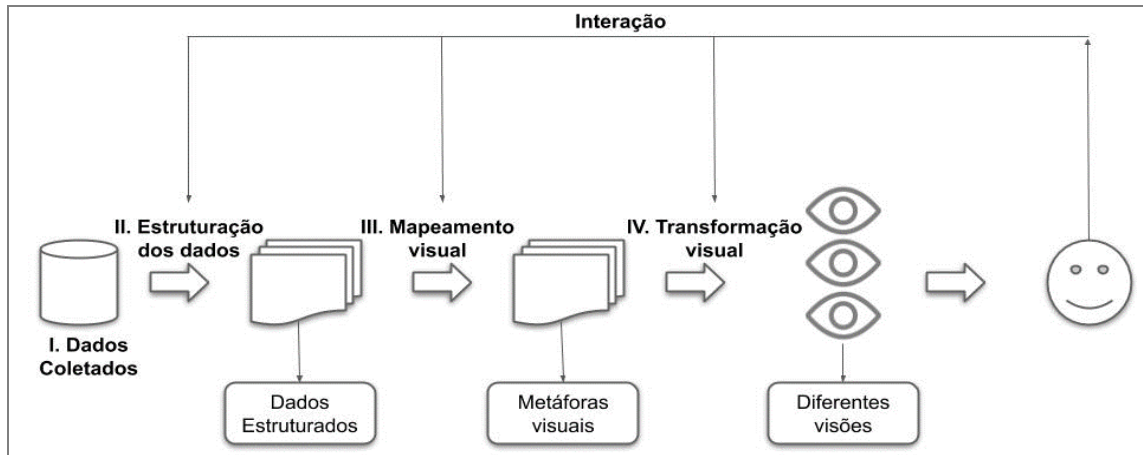 Interação
II. Estruturação
dos dados
III. Mapeamento
visual
IV. Transformação
visual
I. Dados
Coletados
Dados
Estruturados
Metáforas
visuais
Diferentes
visões